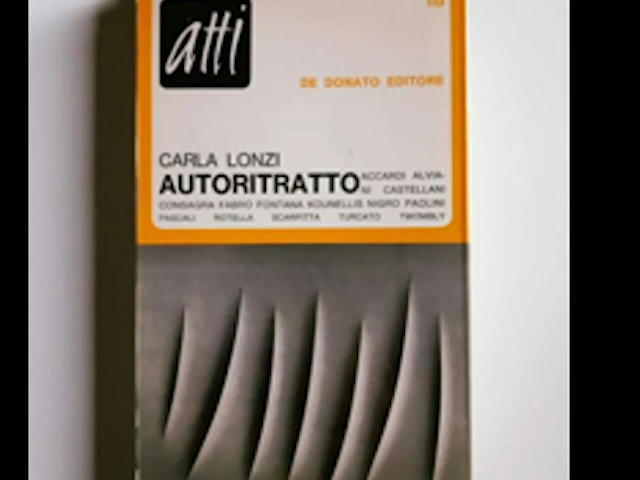 atti
DE DONATO EDITORE
CARLA LONZI
AUTORITRATTO ACCARDI ALVIA-
NI CASTELLANI
CONSAGRA FABRO FONTANA KOUNELLIS NIGRO PAOLINI
PASCALI ROTELLA SCARPITTA TURCATO TWOMBLY